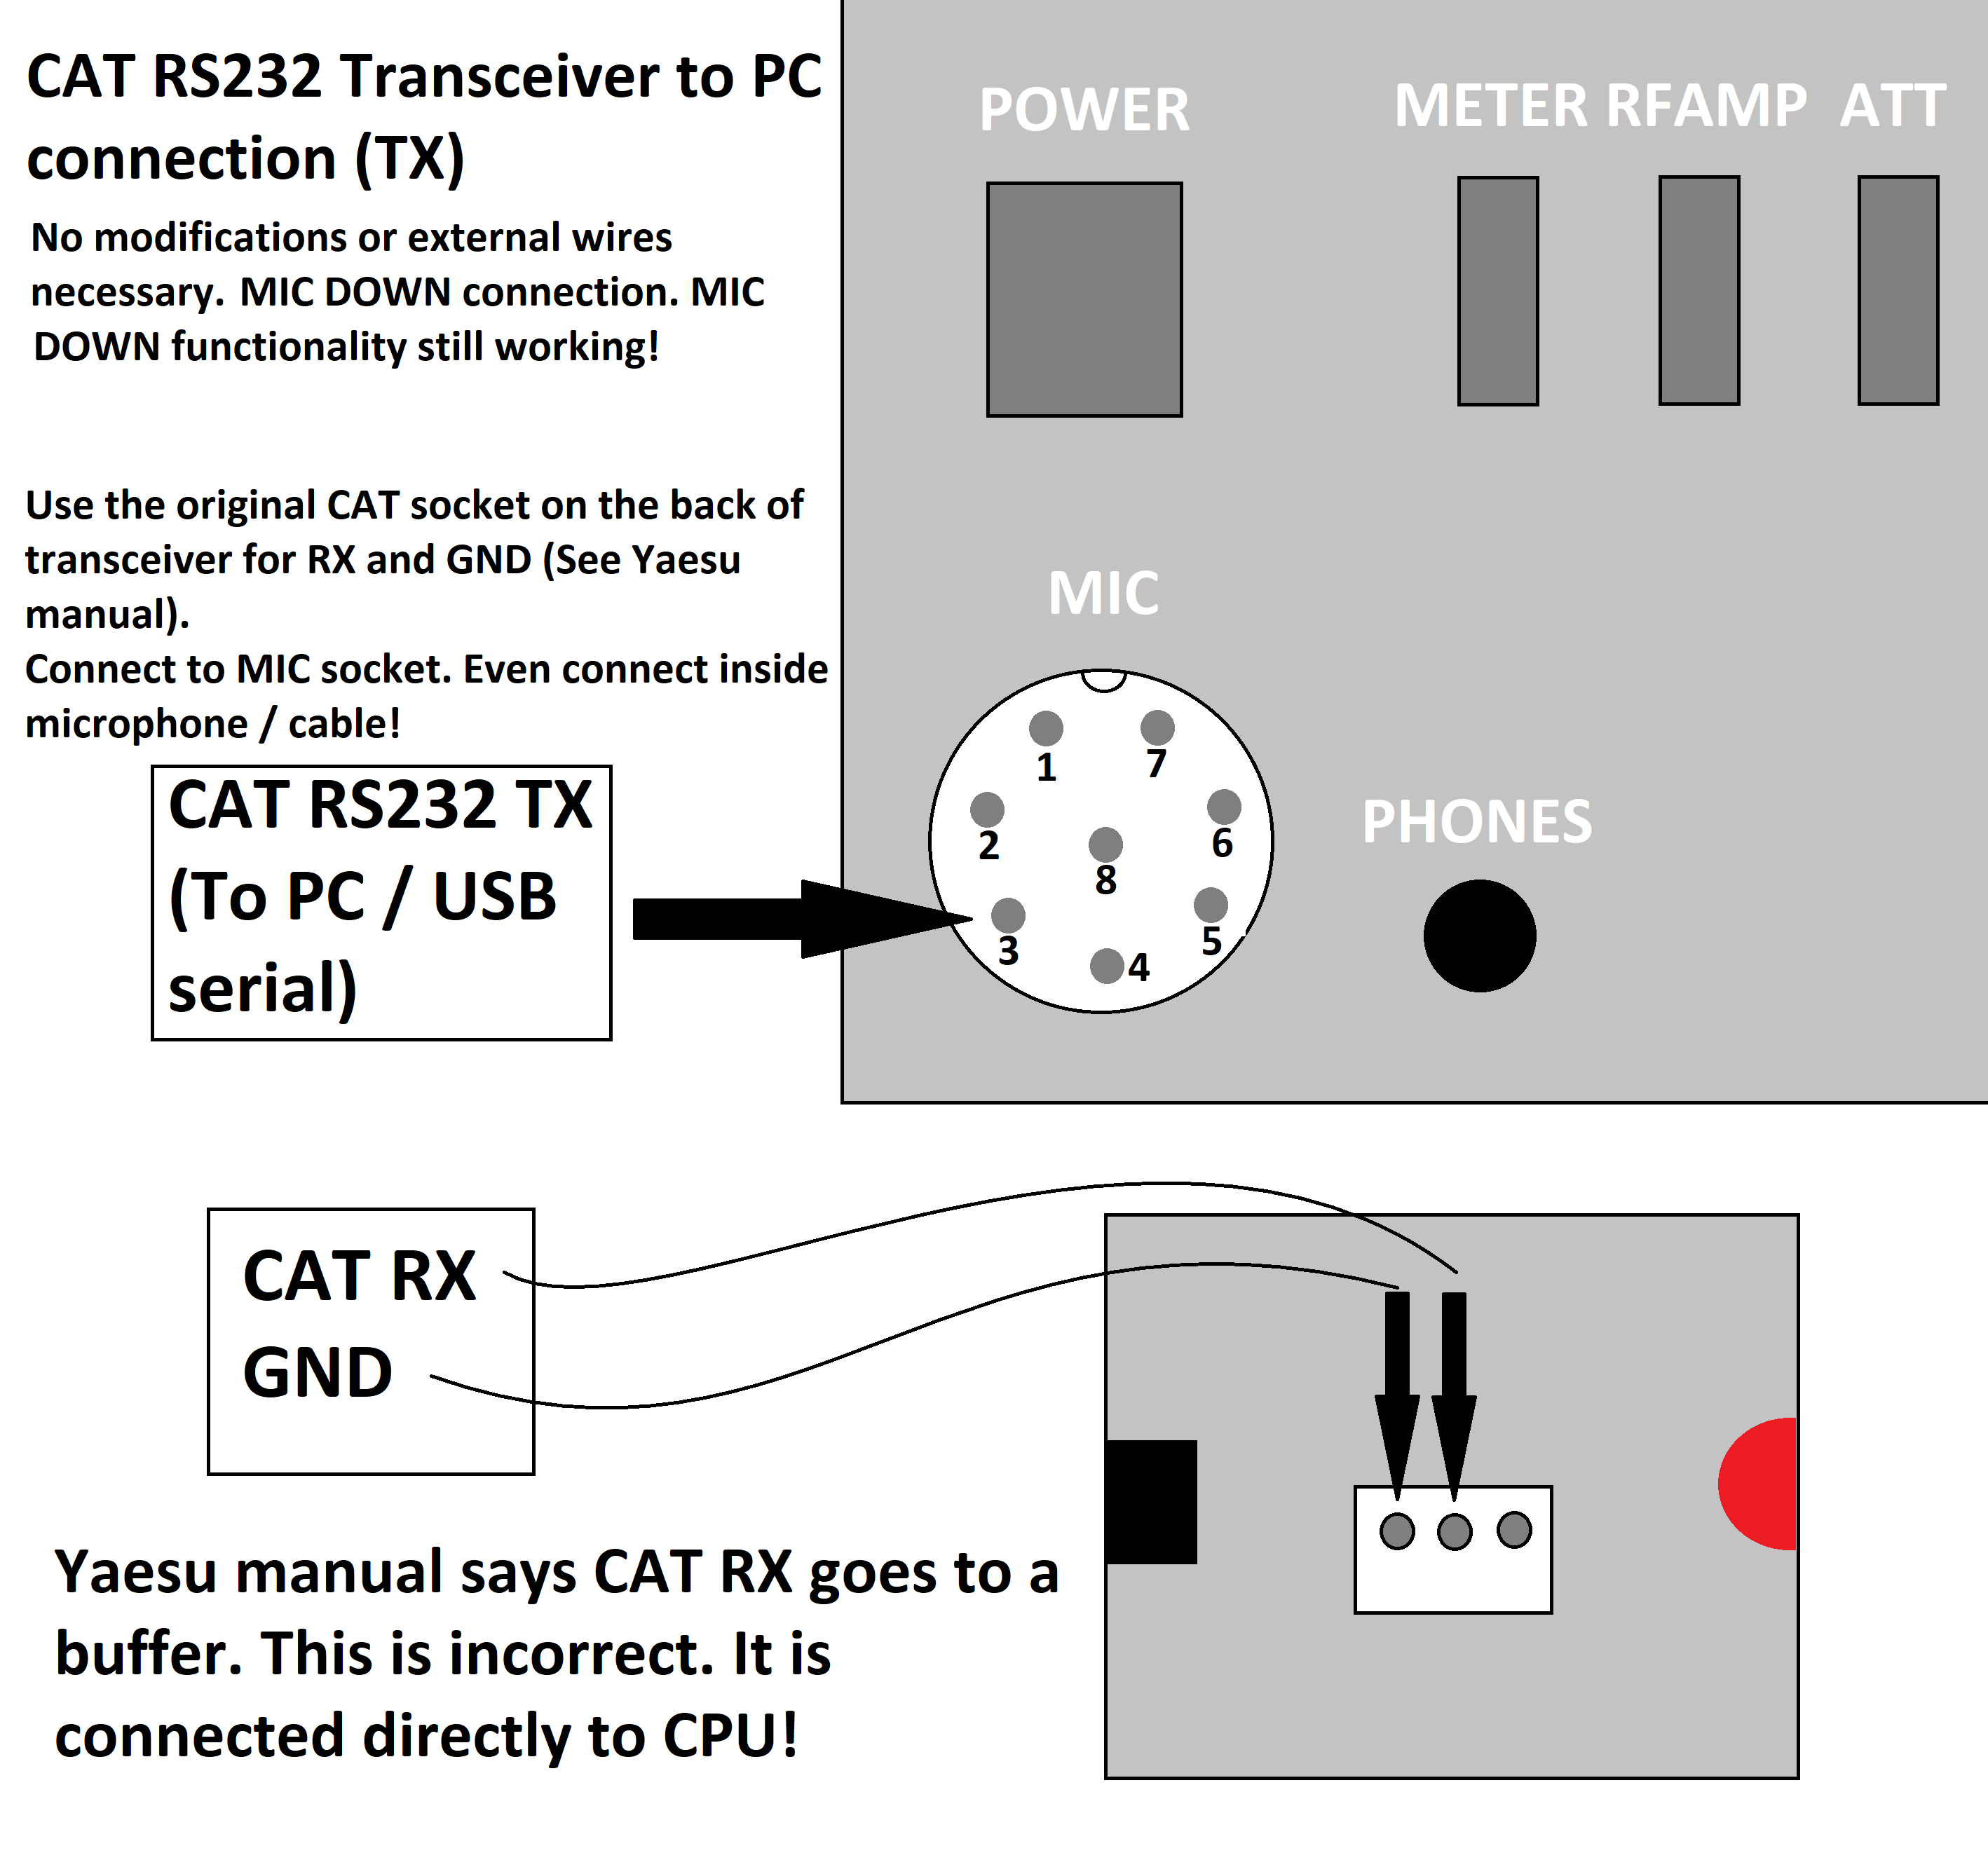 CAT RS232 Transceiver to PC
connection (TX)
No modifications or external wires
necessary. MIC DOWN connection. MIC
DOWN functionality still working!
Use the original CAT socket on the back of
transceiver for RX and GND (See Yaesu
manual).
Connect to MIC socket. Even connect inside
microphone / cable!
CAT RS232 TX
(To PC / USB
serial)
POWER
METER RFAMP ATT
MIC
1
7
2
6
8
3
5
4
PHONES
CAT RX
GND
Yaesu manual says CAT RX goes to a
buffer. This is incorrect. It is
connected directly to CPU!